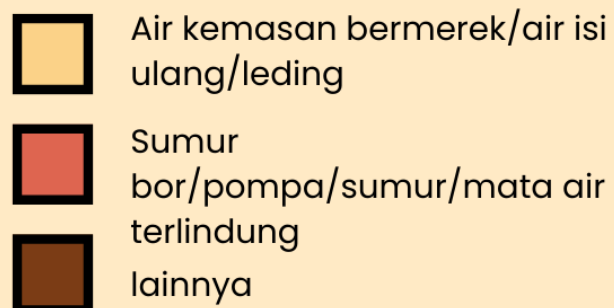 Air kemasan bermerek/air isi
ulang/leding
Sumur
bor/pompa/sumur/mata air
terlindung
lainnya